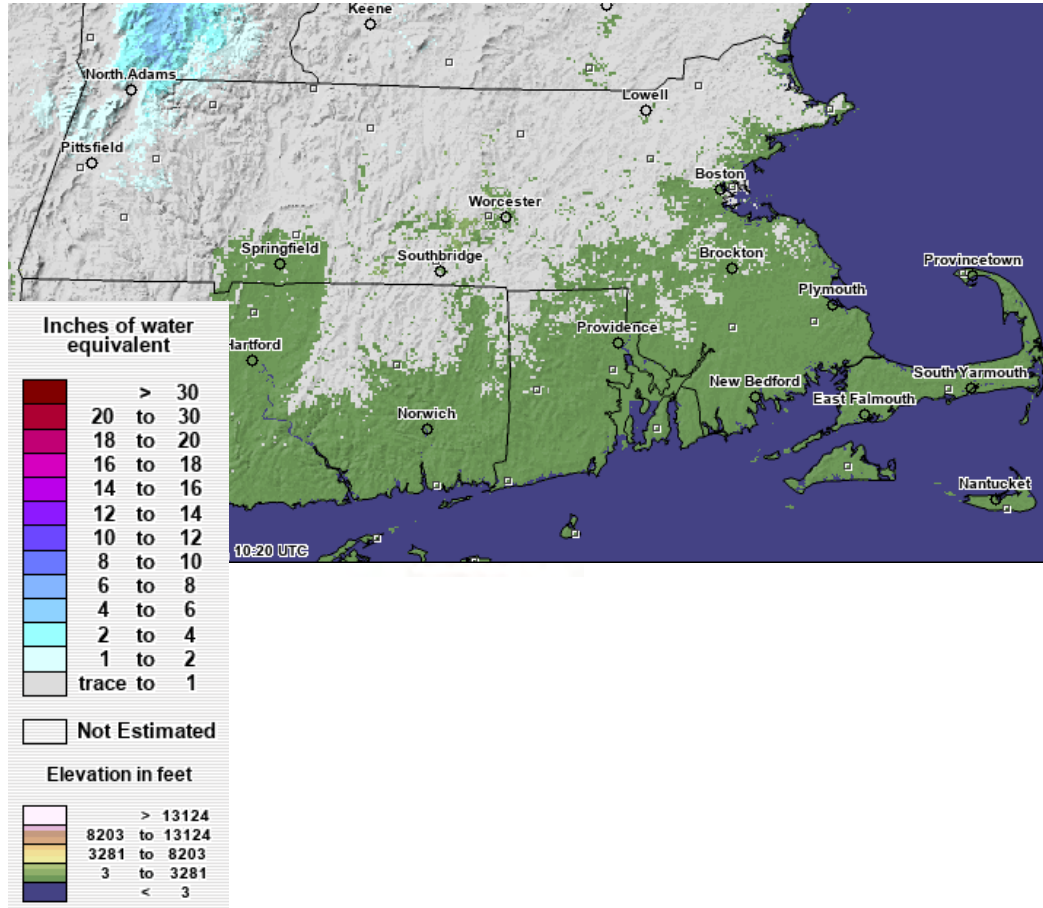 Keene
North Adams
Lowell
Pittsfield
Boston
Worcester
Springfield
Southbridge
Brockton
Provincetown
Plymouth
Providence
Hartford
New Bedford
South Yarmouth
East Falmouth
Norwich
Nantucket
10:20 UTC
Inches of water
equivalent
> 30
20 to 30
18 to 20
16 to 18
14 to 16
12 to 14
10 to 12
8 to 10
6 to 8
4 to 6
2 to 4
1 to 2
trace to 1
Not Estimated
Elevation in feet
> 13124
8203 to 13124
3281 to 8203
3 to 3281
< 3